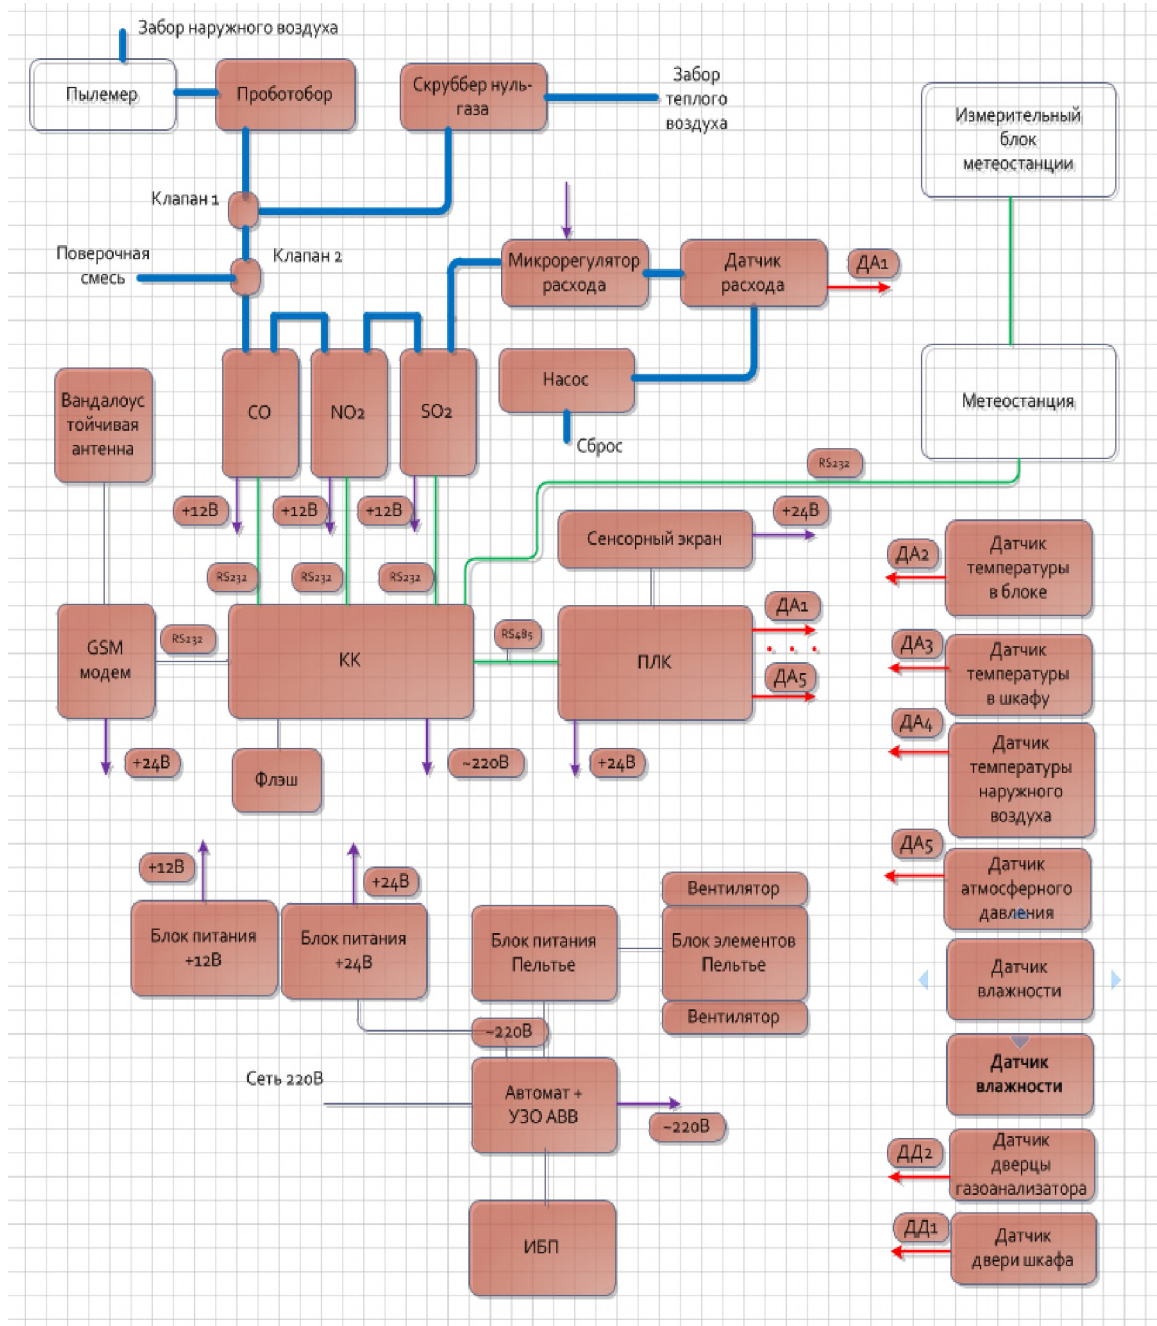 Забор наружного воздуха
Пылемер
Проботобор
Скруббер нуль-
газа
Забор
теплого
воздуха
Измерительный
блок
метеостанции
Клапан 1
Поверочная
смесь
Клапан 2
Микрорегулятор
расхода
Датчик
расхода
ДА1
Вандалоус
тойчивая
антенна
CO
NO2
SO2
Насос
Сброс
Метеостанция
RS232
+12В
+12В
+12В
Сенсорный экран
+24В
RS232
RS232
RS232
ДА2
Датчик
температуры
в блоке
GSM
модем
RS232
КК
RS485
ПЛК
ДА1
ДА5
ДА3
Датчик
температуры
в шкафу
+24В
Флэш
~220В
+24В
ДА4
Датчик
температуры
наружного
воздуха
+12В
+24В
ДА5
Датчик
атмосферного
давления
Блок питания
+12В
Блок питания
+24В
Блок питания
Пельтье
Вентилятор
Блок элементов
Пельтье
Вентилятор
Датчик
влажности
~220В
Сеть 220В
Автомат +
УЗО АВВ
~220В
Датчик
влажности
ДД2
Датчик
дверцы
газоанализатора
ИБП
ДД1
Датчик
двери шкафа